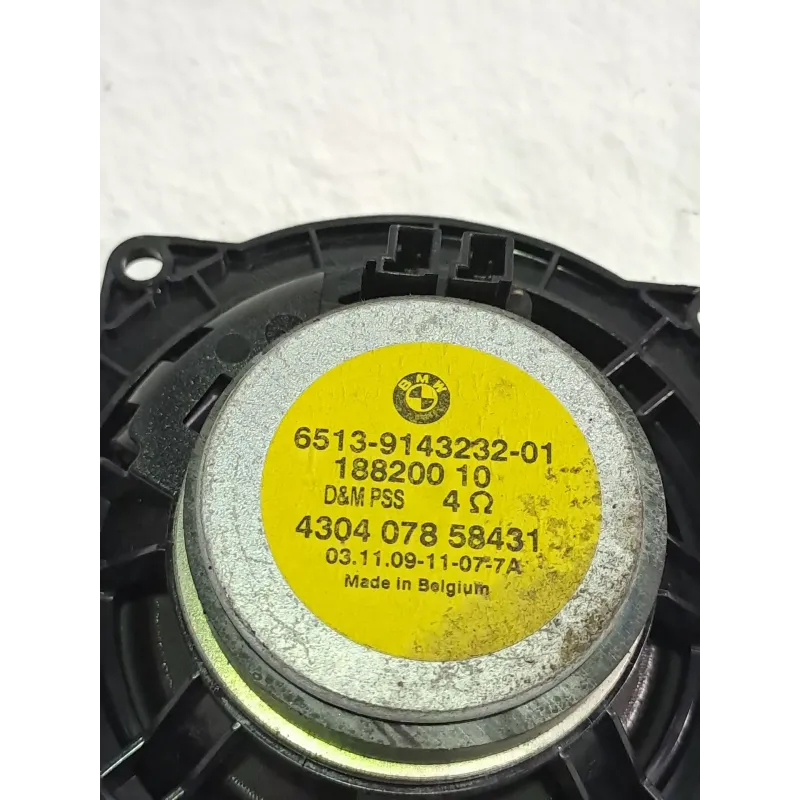 BMW
6513-9143232-01
188200 10
D&M PSS 4 Ω
4304 078 58431
03.11.09-11-07-7A
Made in Belgium